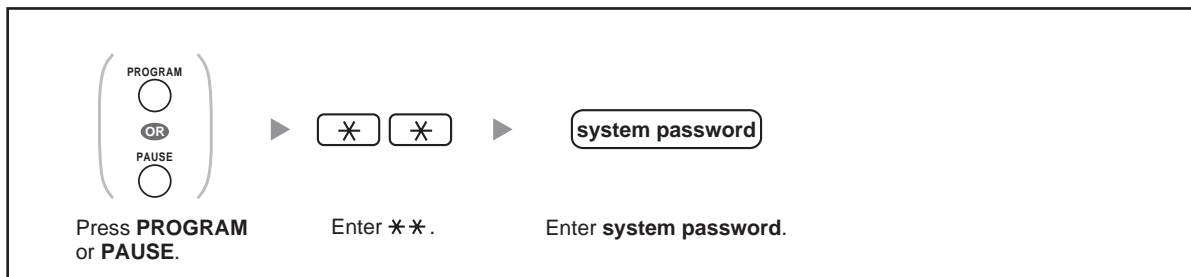 PROGRAM
OR
PAUSE
✳ ✳
system password
Press PROGRAM
or PAUSE.
Enter ✳✳.
Enter system password.